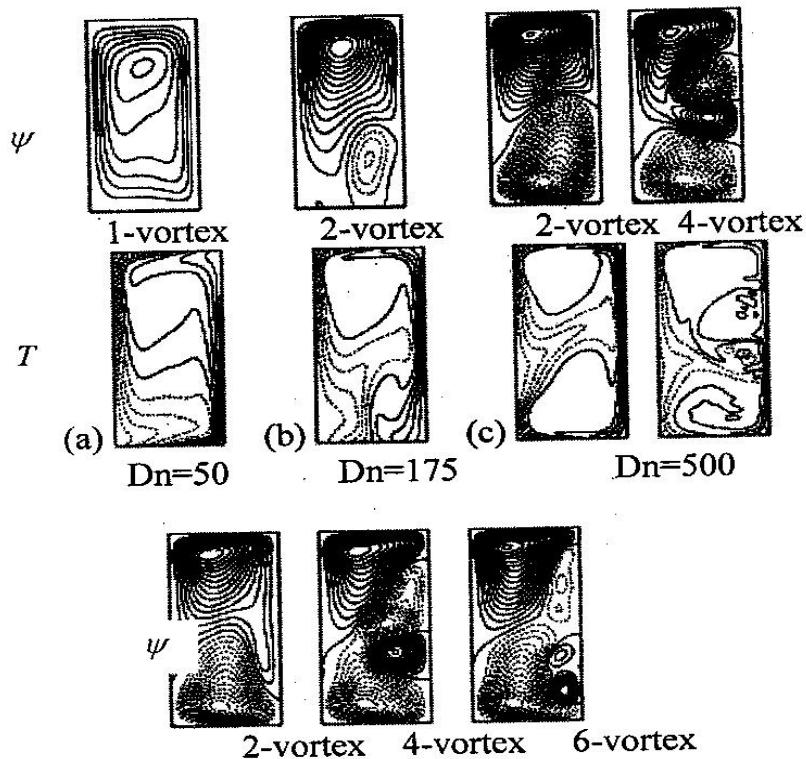 ψ
1-vortex 2-vortex 2-vortex 4-vortex
T
(a) (b) (c)
Dn=50 Dn=175 Dn=500
ψ
2-vortex 4-vortex 6-vortex